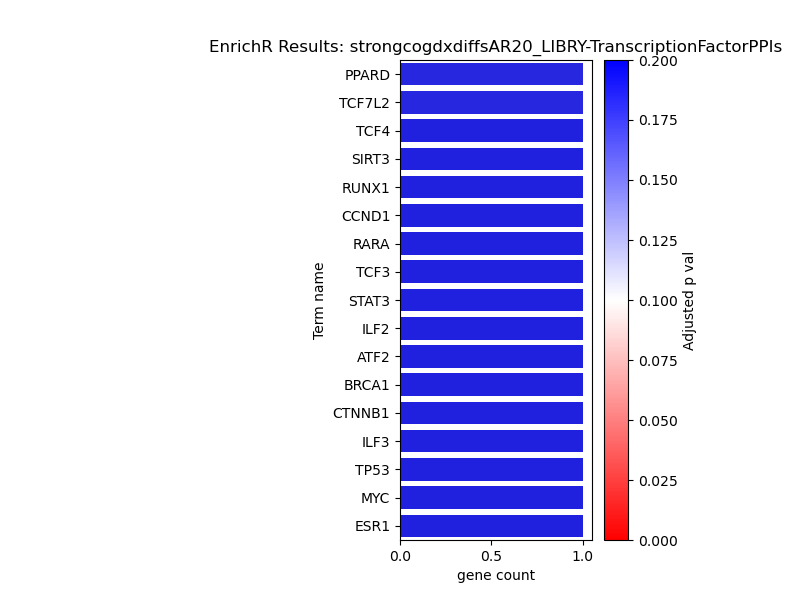 EnrichR Results: strongcogdxdiffsAR20_LIBRY-TranscriptionFactorPPIs
PPARD
TCF7L2
TCF4
SIRT3
RUNX1
CCND1
RARA
TCF3
STAT3
ILF2
ATF2
BRCA1
CTNNB1
ILF3
TP53
MYC
ESR1
Term name
0.0
0.5
1.0
gene count
0.200
0.175
0.150
0.125
0.100
0.075
0.050
0.025
0.000
Adjusted p val